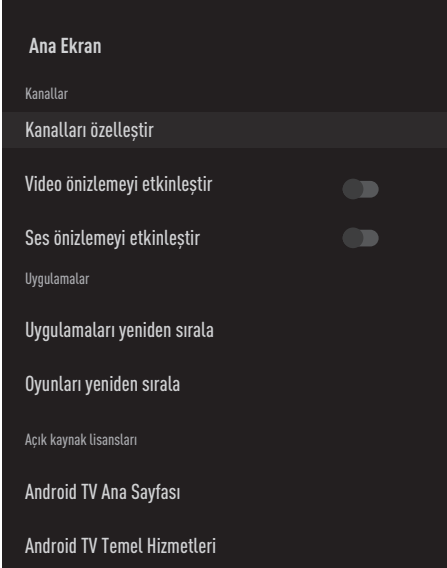 Ana Ekran
Kanallar
Kanalları özelleştir
Video önizlemeyi etkinleştir
Ses önizlemeyi etkinleştir
Uygulamalar
Uygulamaları yeniden sırala
Oyunları yeniden sırala
Açık kaynak lisansları
Android TV Ana Sayfası
Android TV Temel Hizmetleri